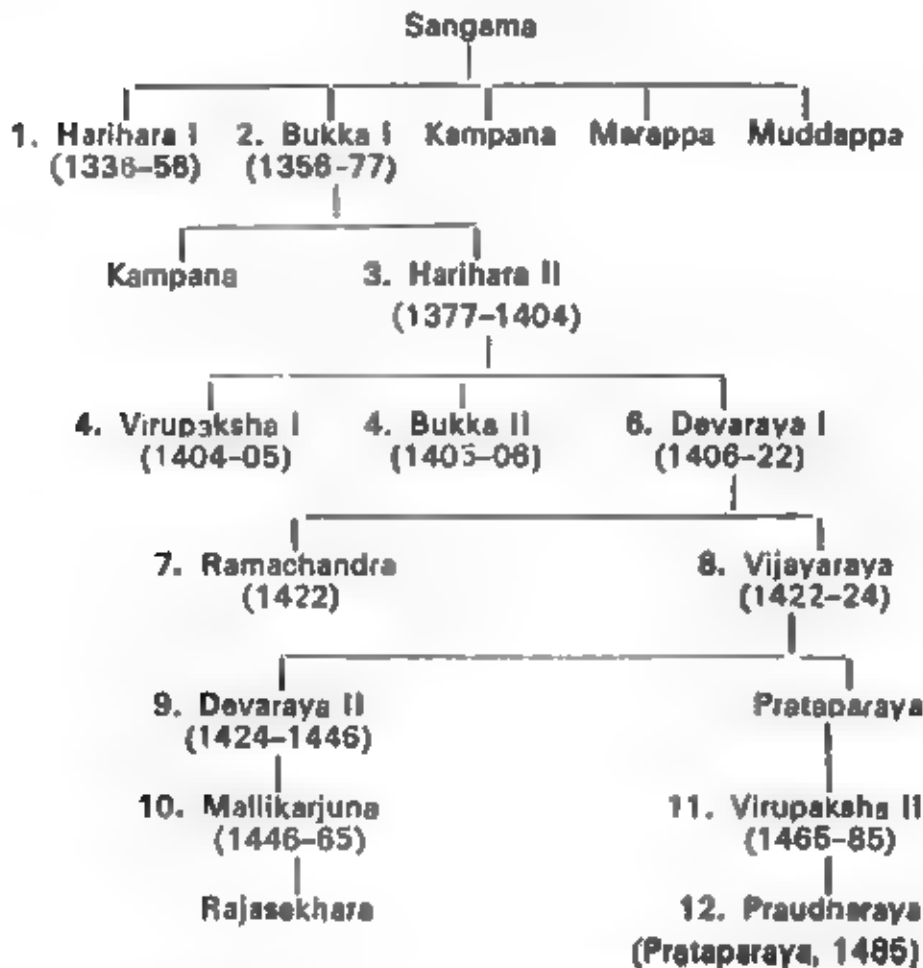 Sangama
1. Harihara I 2. Bukka I Kampana Marappa Muddappa
(1336–56) (1356–77)
Kampana 3. Harihara II
(1377–1404)
4. Virupaksha I 4. Bukka II 6. Devaraya I
(1404–05) (1405–06) (1406–22)
7. Ramachandra 8. Vijayaraya
(1422) (1422–24)
9. Devaraya II Prataparaya
(1424–1446)
10. Mallikarjuna 11. Virupaksha II
(1446–65) (1465–85)
Rajasekhara 12. Praudharaya
(Prataparaya, 1485)